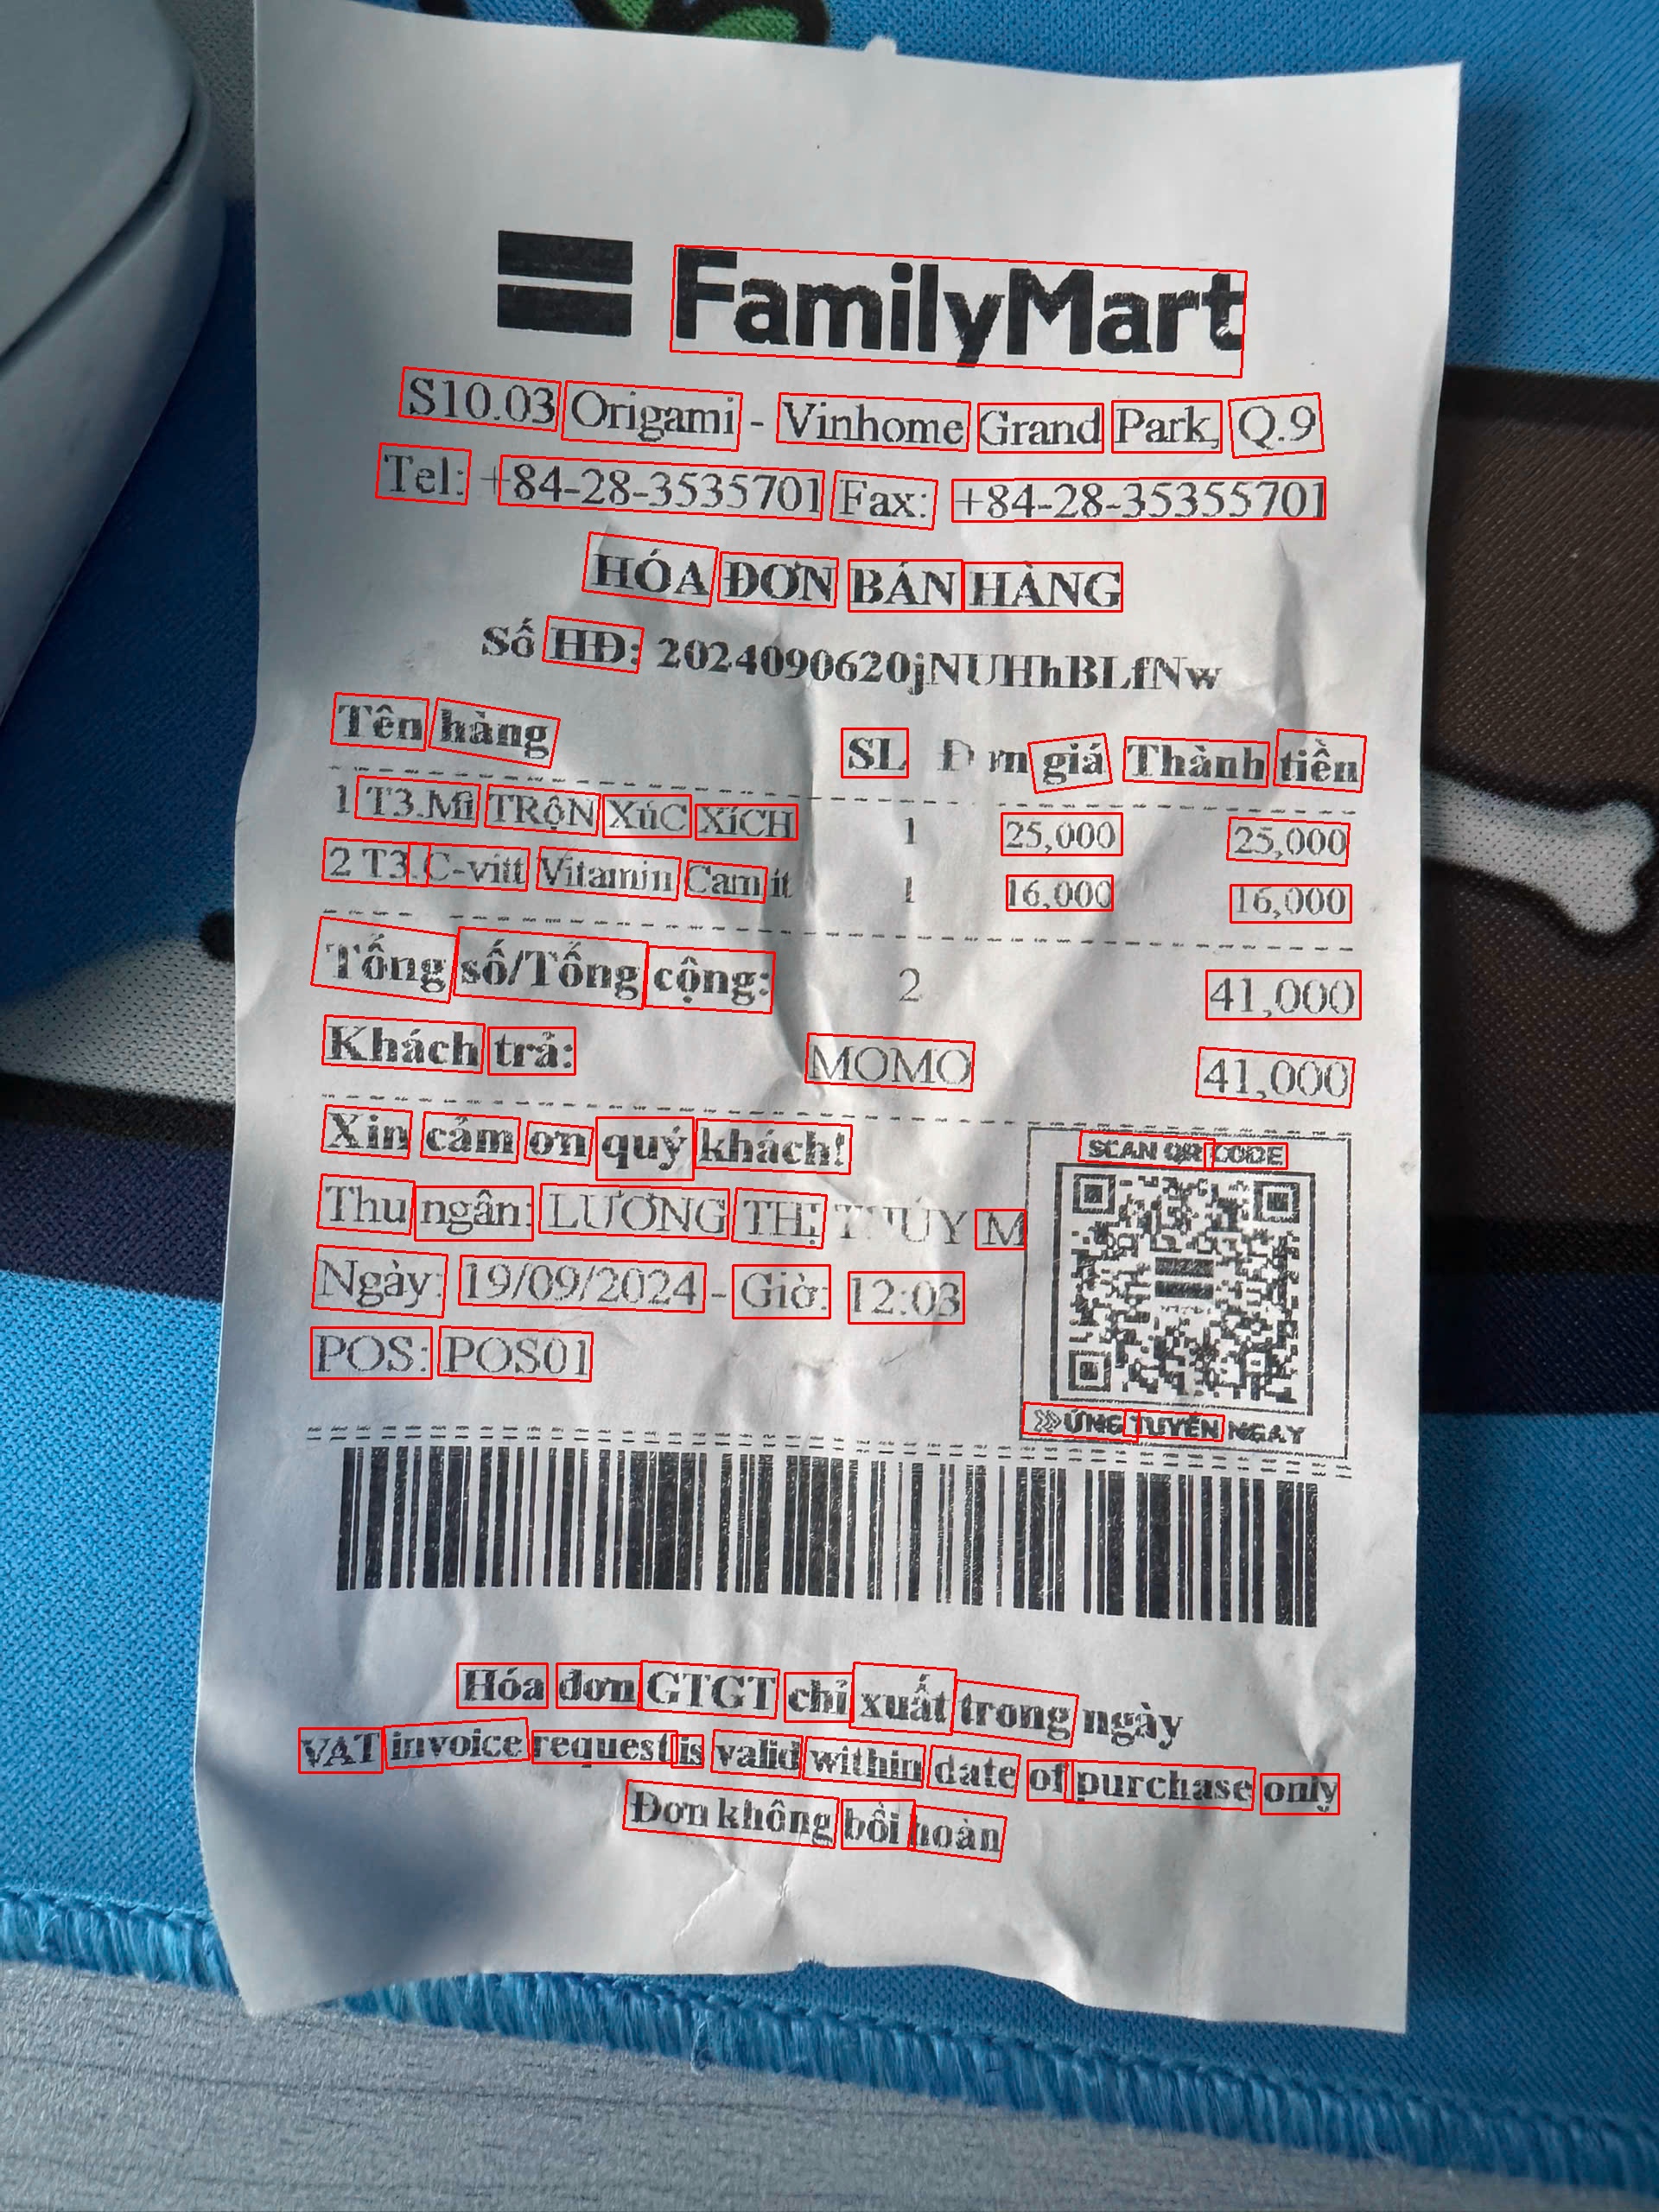 FamilyMart
S10.03 Origami - Vinhome Grand Park, Q.9
Tel: +84-28-3535701 Fax: +84-28-35355701
HÓA ĐƠN BÁN HÀNG
Số HĐ: 2024090620jNUHhBLfNw
Tên hàng SL Đơn giá Thành tiền
1 T3.Mì TRộN XúC XíCH 1 25,000 25,000
2 T3.C-vitt Vitamin Cam ít 1 16,000 16,000
Tổng số/Tổng cộng: 2 41,000
Khách trả: MOMO 41,000
Xin cảm ơn quý khách!
SCAN QR CODE
Thu ngân: LƯƠNG THỊ THÚY M
Ngày: 19/09/2024 - Giờ: 12:03
POS: POS01
ỨNG TUYỂN NGAY
Hóa đơn GTGT chỉ xuất trong ngày
VAT invoice request is valid within date of purchase only
Đơn không bồi hoàn